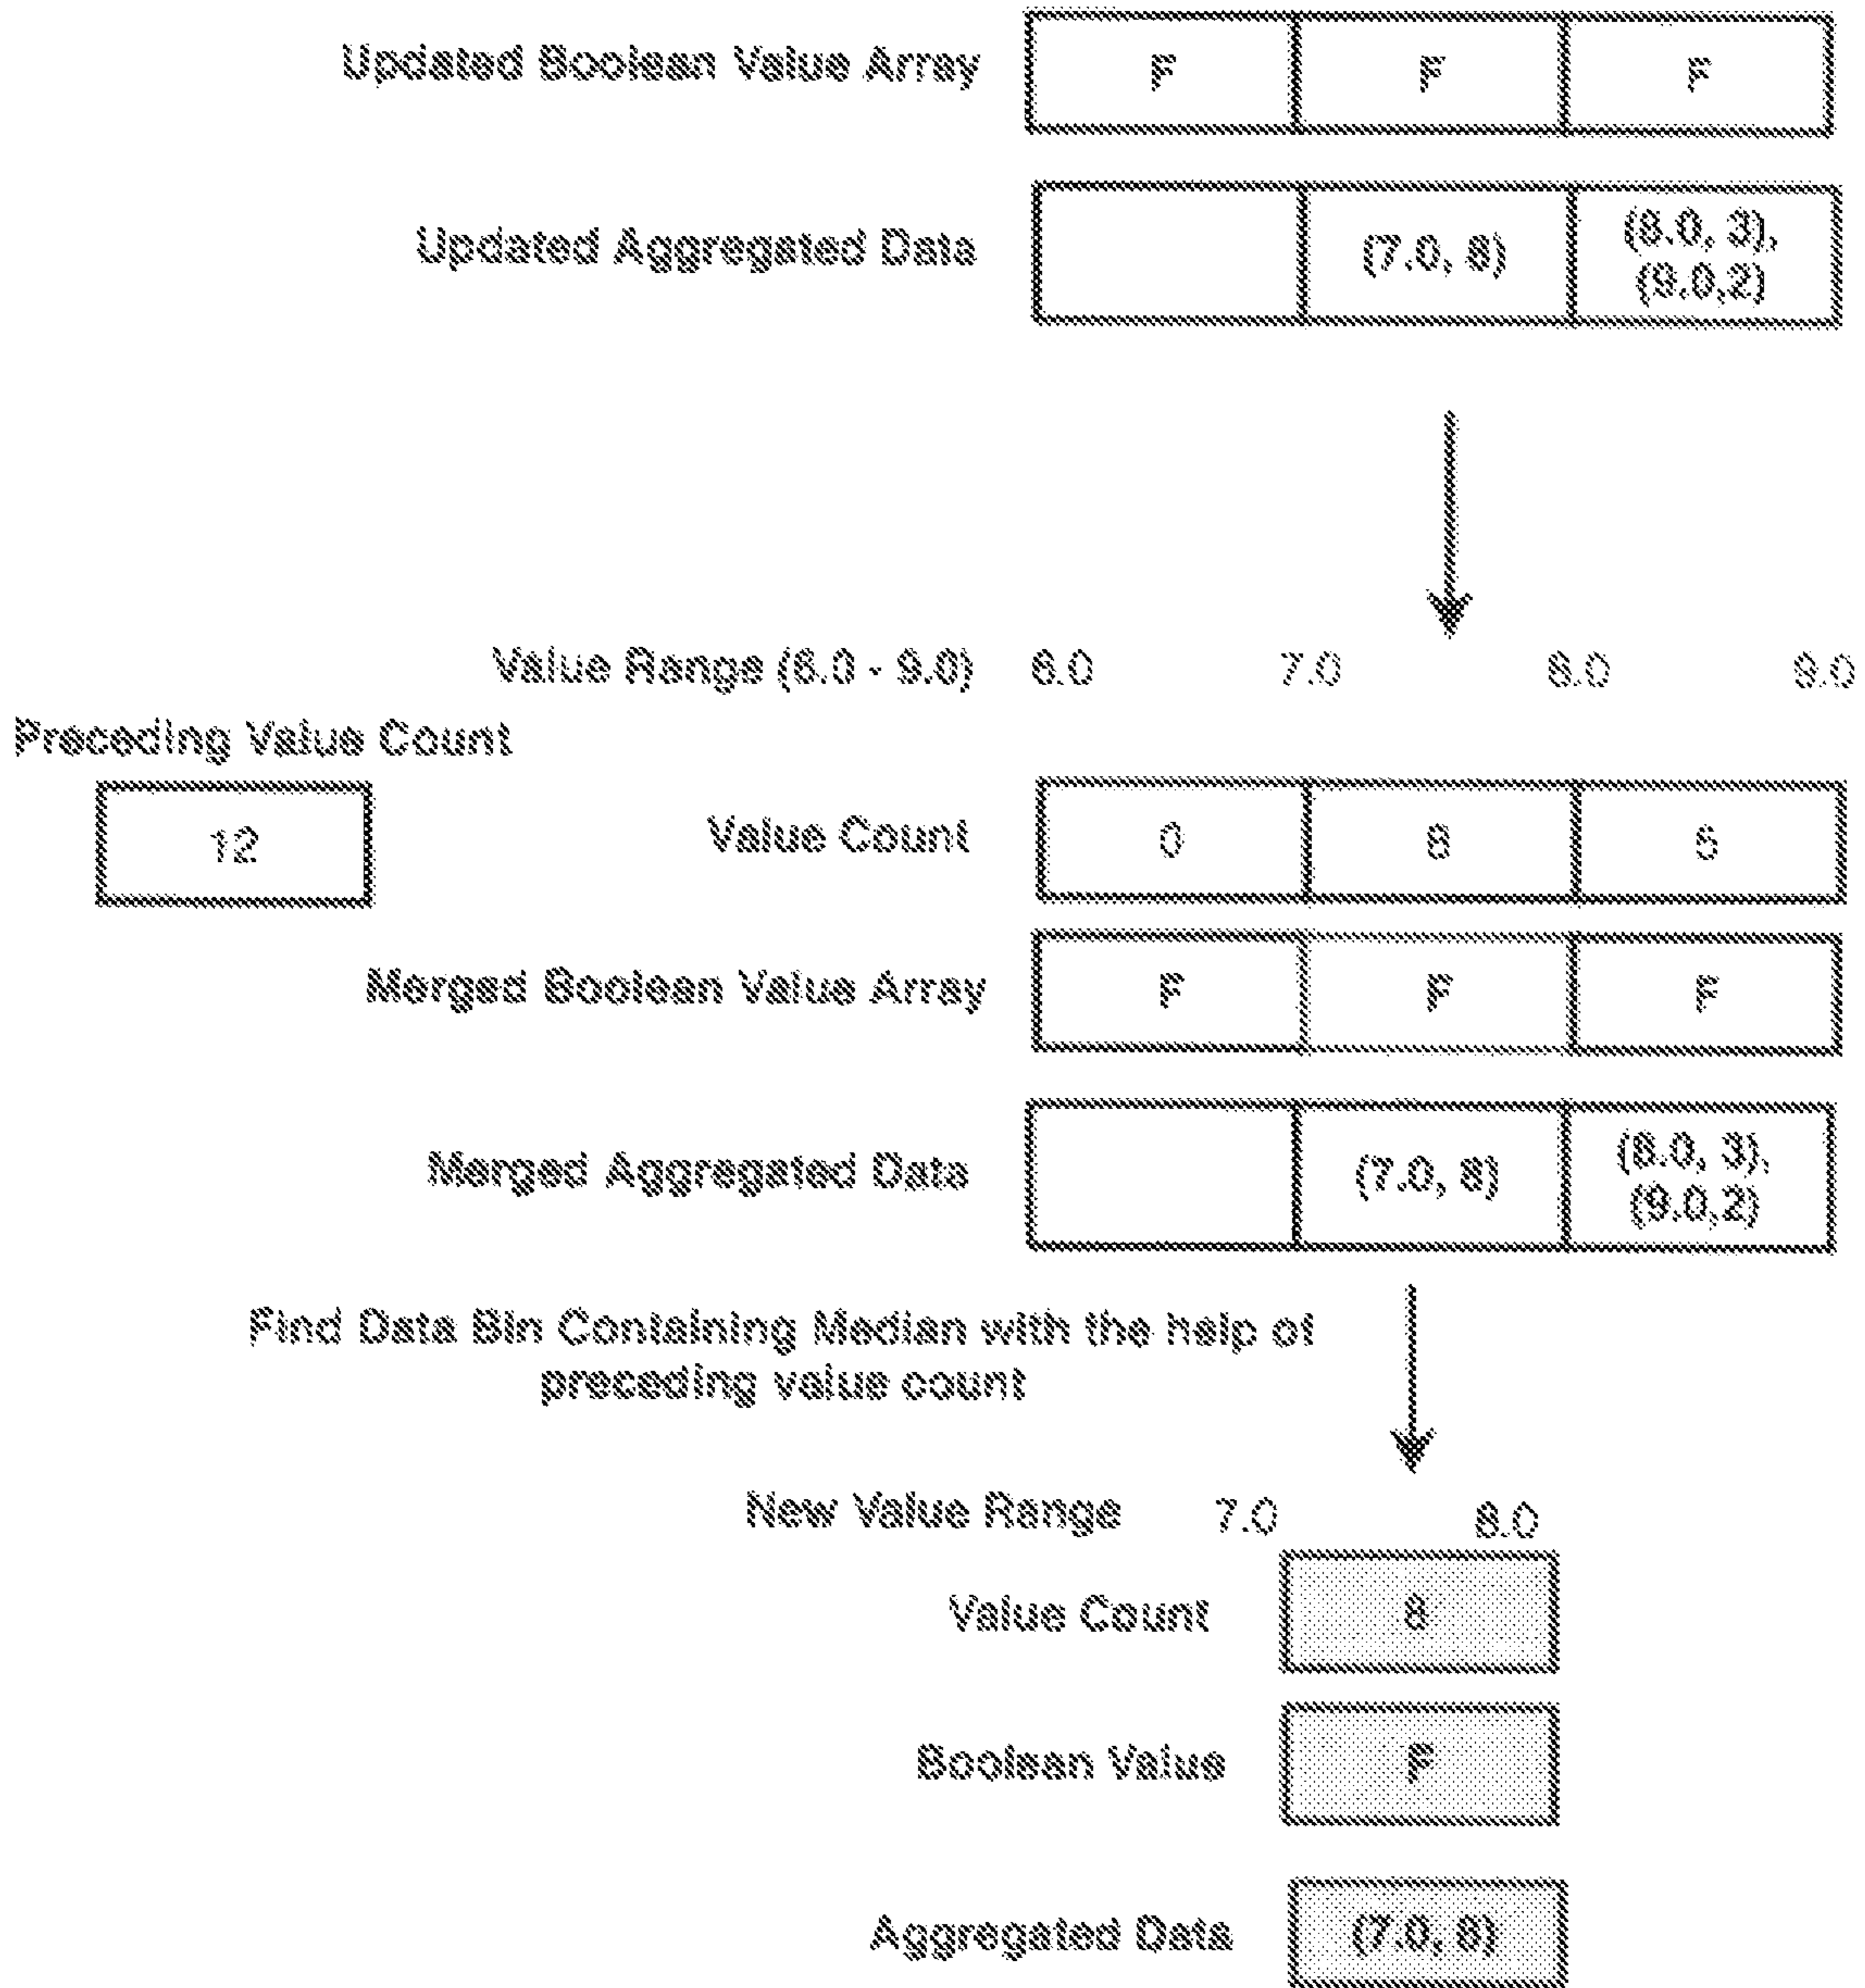 Updated Boolean Value Array F F F
Updated Aggregated Data (7.0, 8) (8.0, 3),
(9.0,2)
Value Range (6.0 - 9.0) 6.0 7.0 8.0 9.0
Preceding Value Count
12 Value Count 0 8 5
Merged Boolean Value Array F F F
Merged Aggregated Data (7.0, 8) (8.0, 3),
(9.0,2)
Find Data Bin Containing Median with the help of
preceding value count
New Value Range 7.0 8.0
Value Count 8
Boolean Value F
Aggregated Data (7.0, 8)